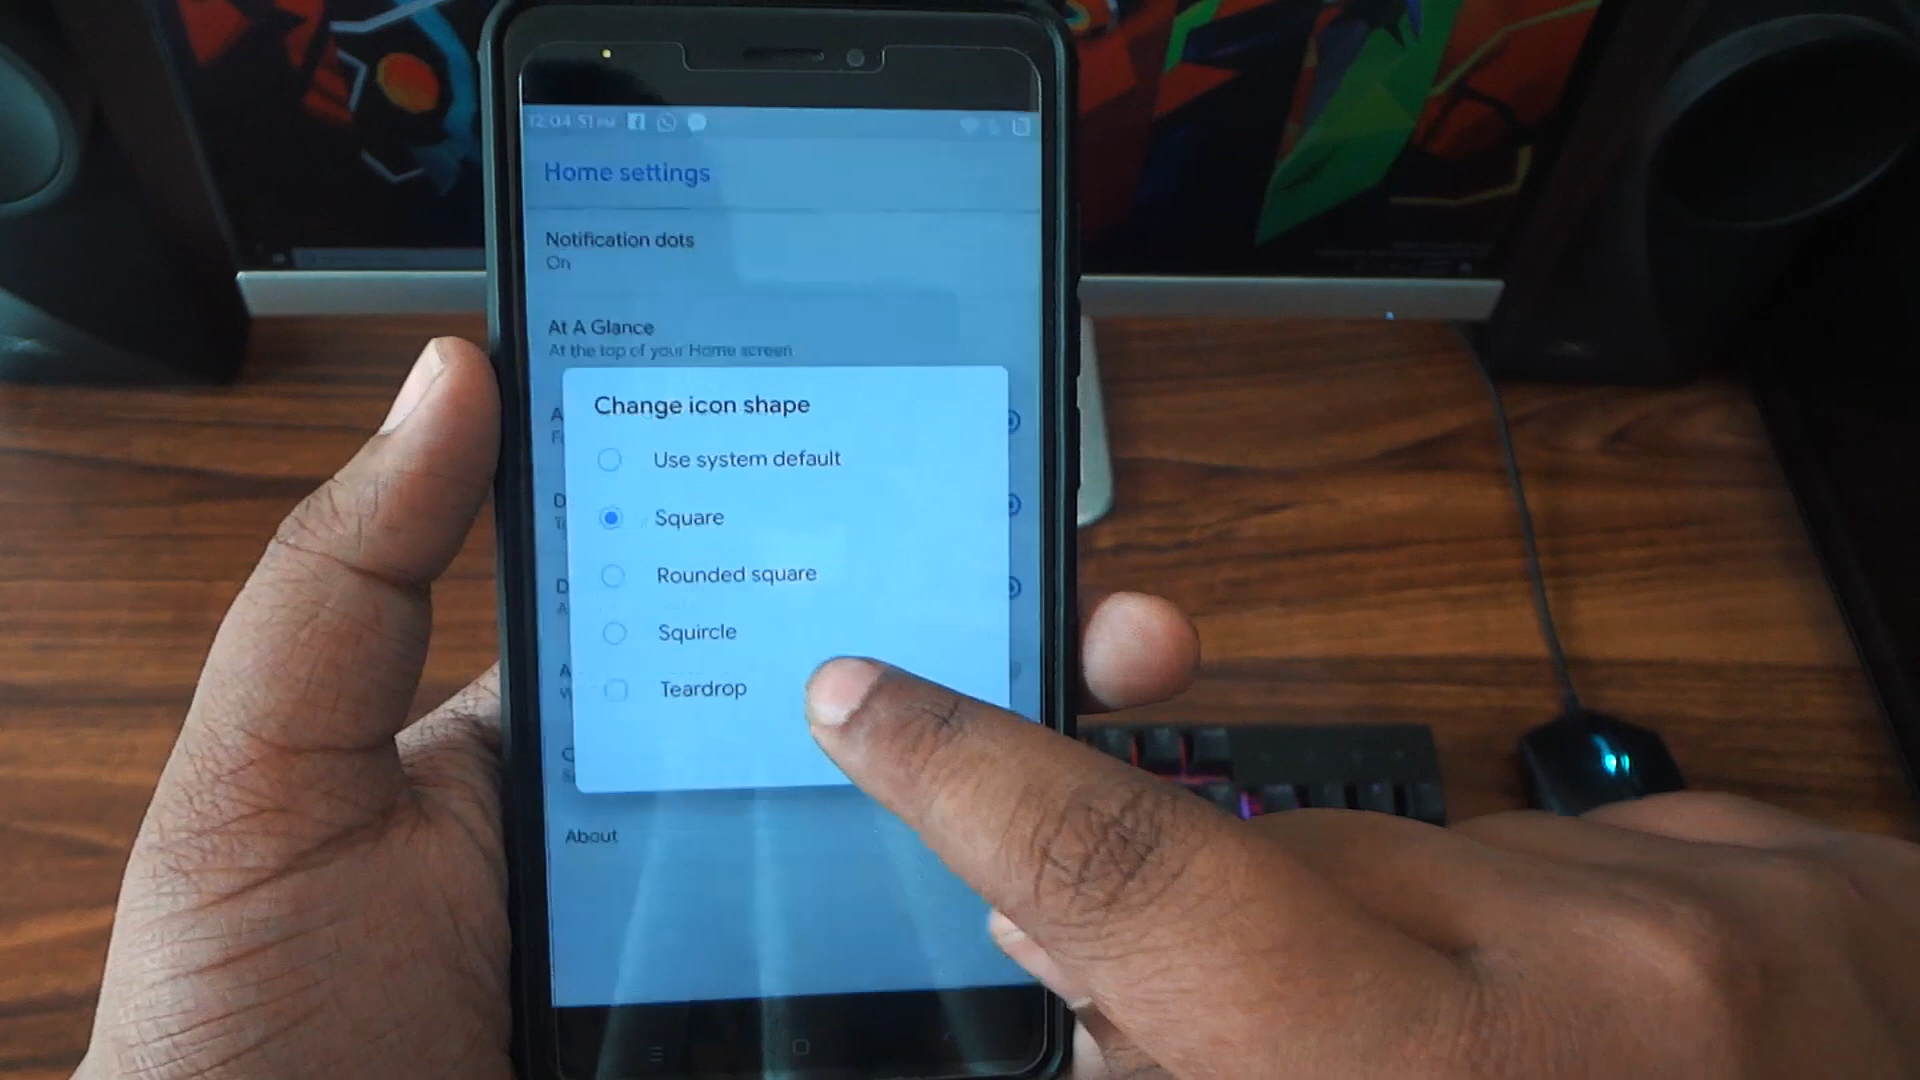 12:04:51 PM
Home settings
Notification dots
On
At A Glance
At the top of your Home screen
Change icon shape
Use system default
Square
Rounded square
Squircle
Teardrop
About